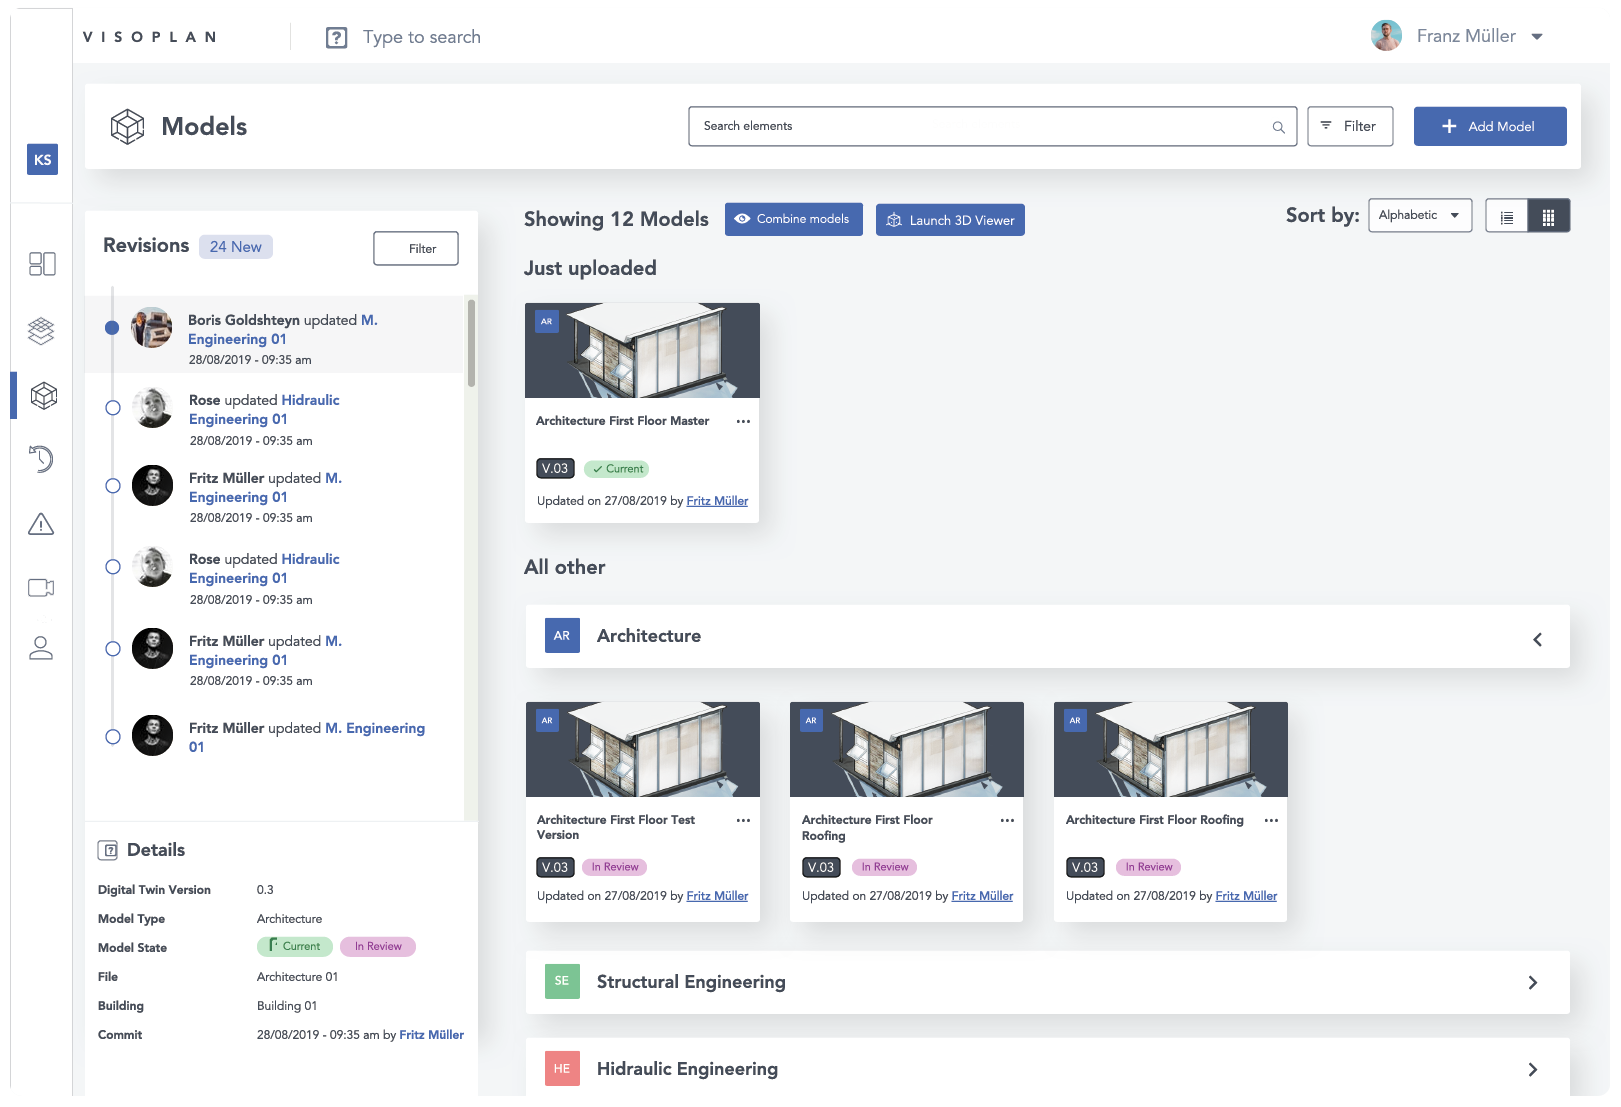 VISOPLAN
Type to search
Franz Müller
KS
Models
Search elements
Filter
Add Model
Revisions
24 New
Filter
Boris Goldshteyn updated M.
Engineering 01
28/08/2019 - 09:35 am
Rose updated Hidraulic
Engineering 01
28/08/2019 - 09:35 am
Fritz Müller updated M.
Engineering 01
28/08/2019 - 09:35 am
Rose updated Hidraulic
Engineering 01
28/08/2019 - 09:35 am
Fritz Müller updated M.
Engineering 01
28/08/2019 - 09:35 am
Fritz Müller updated M. Engineering
01
Details
Digital Twin Version 0.3
Model Type Architecture
Model State Current In Review
File Architecture 01
Building Building 01
Commit 28/08/2019 - 09:35 am by Fritz Müller
Showing 12 Models
Combine models
Launch 3D Viewer
Sort by:
Alphabetic
Just uploaded
AR
Architecture First Floor Master
V.03 Current
Updated on 27/08/2019 by Fritz Müller
All other
AR Architecture
AR
Architecture First Floor Test
Version
V.03 In Review
Updated on 27/08/2019 by Fritz Müller
AR
Architecture First Floor
Roofing
V.03 In Review
Updated on 27/08/2019 by Fritz Müller
AR
Architecture First Floor Roofing
V.03 In Review
Updated on 27/08/2019 by Fritz Müller
SE Structural Engineering
HE Hidraulic Engineering